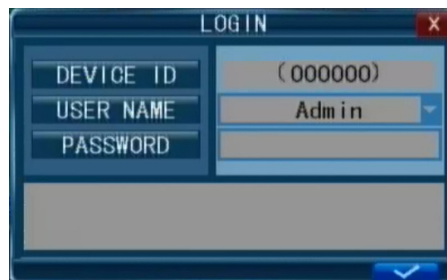 LOGIN
DEVICE ID (000000)
USER NAME Admin
PASSWORD